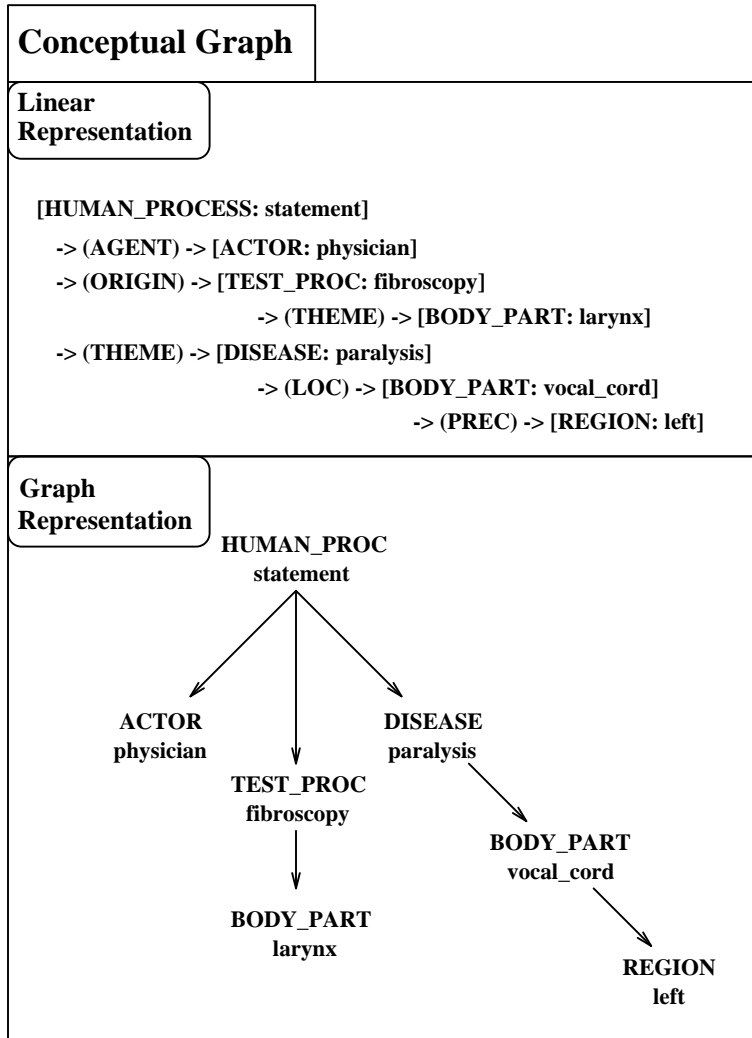 Conceptual Graph
Linear
Representation
[HUMAN_PROCESS: statement]
-> (AGENT) -> [ACTOR: physician]
-> (ORIGIN) -> [TEST_PROC: fibroscopy]
-> (THEME) -> [BODY_PART: larynx]
-> (THEME) -> [DISEASE: paralysis]
-> (LOC) -> [BODY_PART: vocal_cord]
-> (PREC) -> [REGION: left]
Graph
Representation
HUMAN_PROC
statement
ACTOR
physician
DISEASE
paralysis
TEST_PROC
fibroscopy
BODY_PART
vocal_cord
BODY_PART
larynx
REGION
left